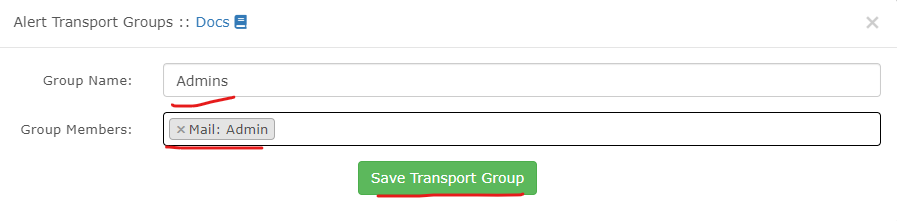 Alert Transport Groups :: Docs
Group Name: Admins
Group Members: × Mail: Admin
Save Transport Group